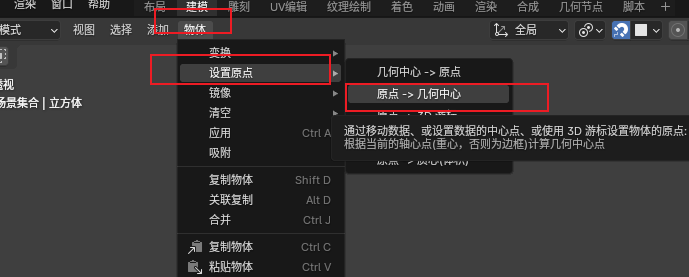 渲染 窗口 帮助 布局 建模 雕刻 UV编辑 纹理绘制 着色 动画 渲染 合成 几何节点 脚本 +
模式 视图 选择 添加 物体 全局
变换
透视 设置原点 几何中心 -> 原点
场景集合 | 立方体 镜像 原点 -> 几何中心
清空
应用 Ctrl A 通过移动数据、或设置数据的中心点、或使用 3D 游标设置物体的原点:
吸附 根据当前的轴心点(重心，否则为边框)计算几何中心点
原点 -> 质心(体积)
复制物体 Shift D
关联复制 Alt D
合并 Ctrl J
复制物体 Ctrl C
粘贴物体 Ctrl V